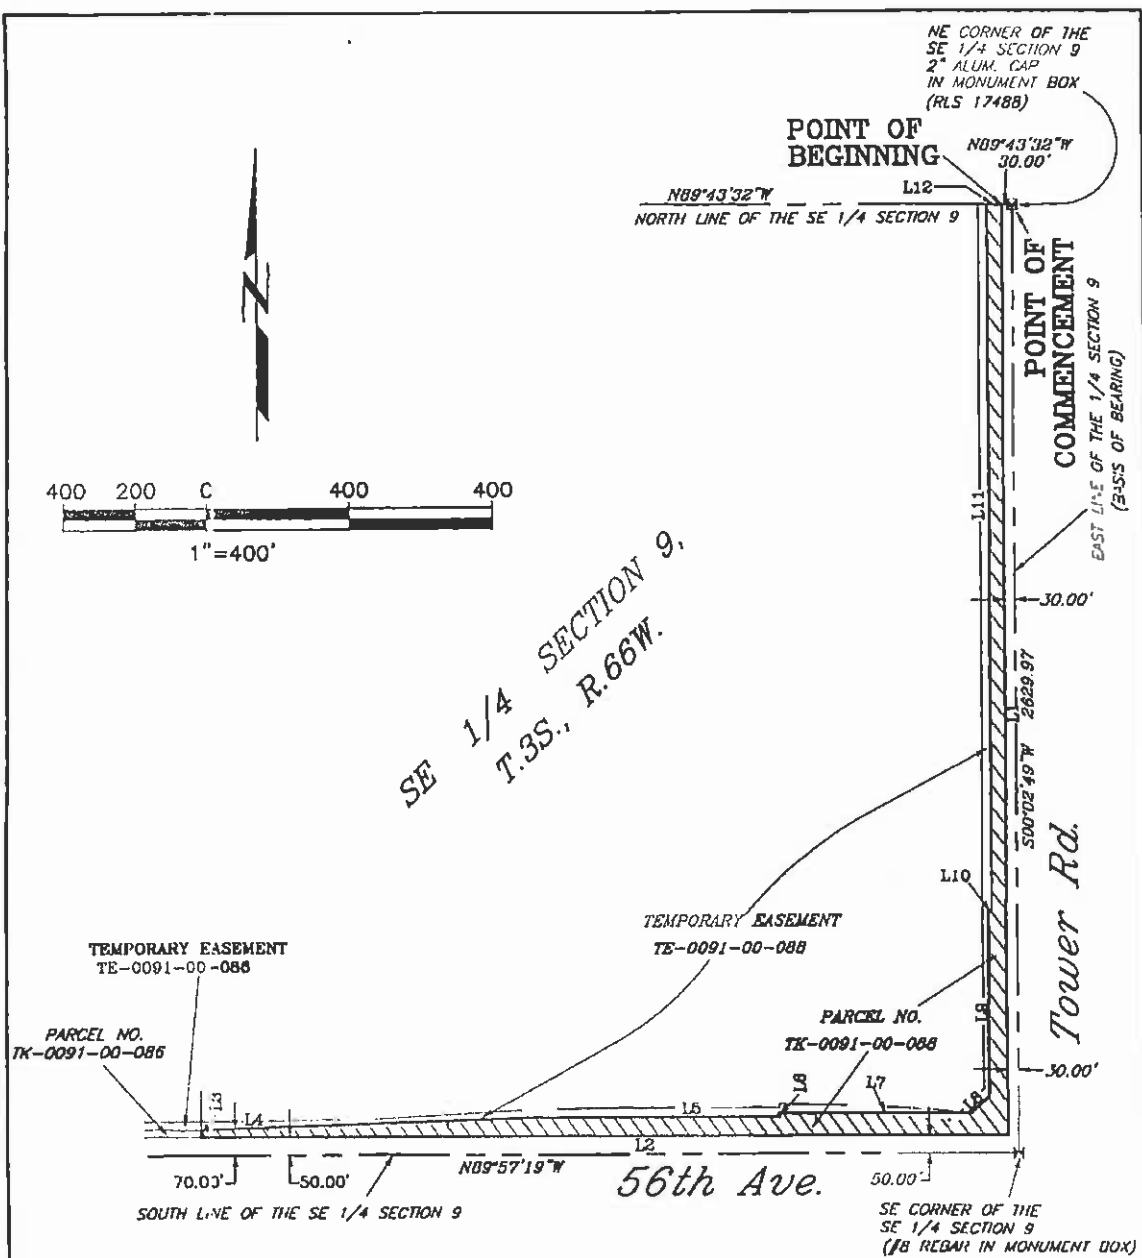 NE CORNER OF THE
SE 1/4 SECTION 9
2" ALUM. CAP
IN MONUMENT BOX
(RLS 17488)
POINT OF
BEGINNING
N89°43'32"W
30.00'
N89°43'32"W
L12
NORTH LINE OF THE SE 1/4 SECTION 9
POINT OF
COMMENCEMENT
EAST LINE OF THE 1/4 SECTION 9
(BASIS OF BEARING)
N
400 200 0 400 400
1"=400'
L11
SE 1/4 SECTION 9,
T.3S., R.66W.
30.00'
L1
S00°02'49"W 2629.97
Tower Rd.
L10
TEMPORARY EASEMENT
TE-0091-00-088
TEMPORARY EASEMENT
TE-0091-00-088
L9
PARCEL NO.
TK-0091-00-086
PARCEL NO.
TK-0091-00-088
30.00'
L3
L4
L5
L6
L7
L8
L2
N89°57'19"W
56th Ave.
70.00'
50.00'
50.00'
SOUTH LINE OF THE SE 1/4 SECTION 9
SE CORNER OF THE
SE 1/4 SECTION 9
(#8 REBAR IN MONUMENT BOX)